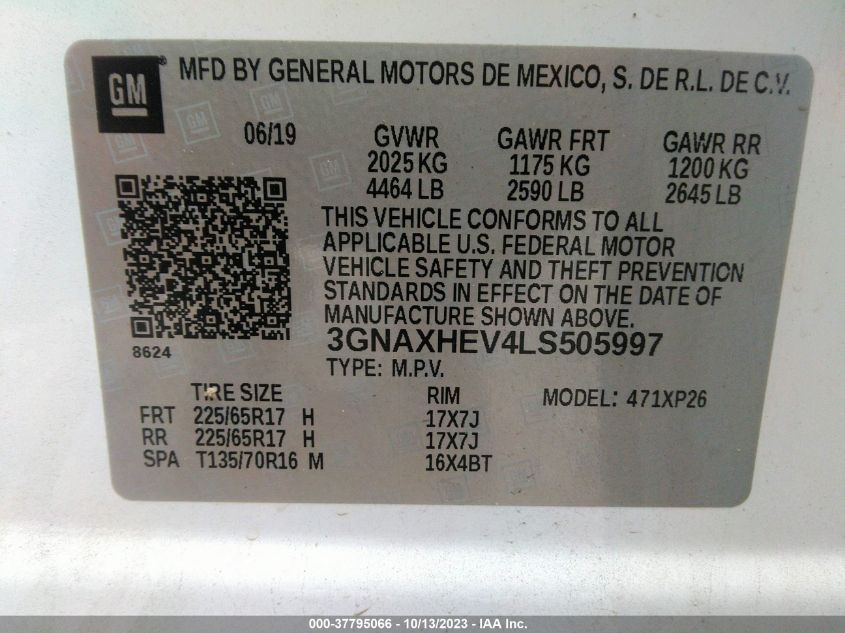 GM
MFD BY GENERAL MOTORS DE MEXICO, S. DE R.L. DE C.V.
06/19 GVWR GAWR FRT GAWR RR
2025 KG 1175 KG 1200 KG
4464 LB 2590 LB 2645 LB
THIS VEHICLE CONFORMS TO ALL
APPLICABLE U.S. FEDERAL MOTOR
VEHICLE SAFETY AND THEFT PREVENTION
STANDARDS IN EFFECT ON THE DATE OF
MANUFACTURE SHOWN ABOVE.
8624
3GNAXHEV4LS505997
TYPE: M.P.V.
TIRE SIZE RIM MODEL: 471XP26
FRT 225/65R17 H 17X7J
RR 225/65R17 H 17X7J
SPA T135/70R16 M 16X4BT
000-37795066 - 10/13/2023 - IAA Inc.